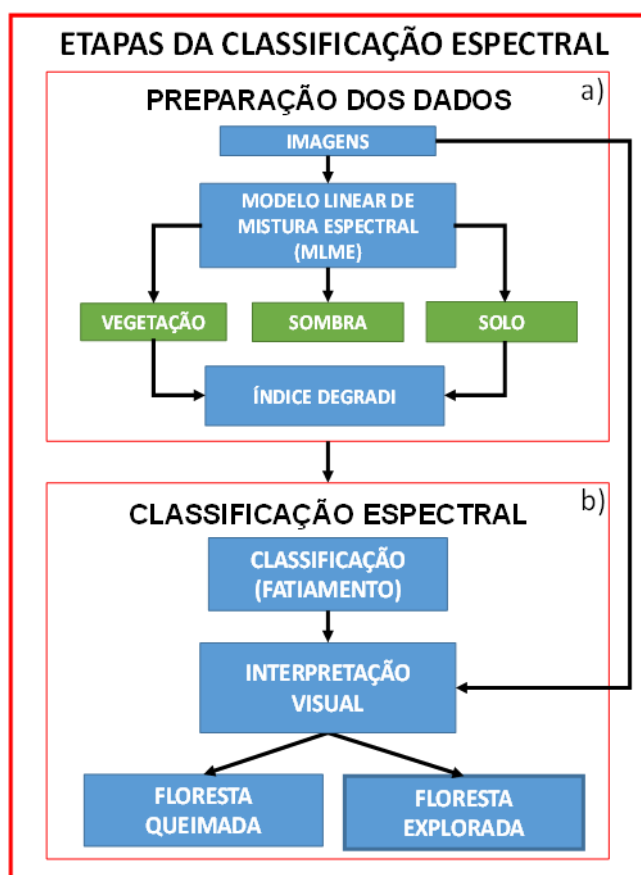 ETAPAS DA CLASSIFICAÇÃO ESPECTRAL
a)
PREPARAÇÃO DOS DADOS
IMAGENS
MODELO LINEAR DE
MISTURA ESPECTRAL
(MLME)
VEGETAÇÃO
SOMBRA
SOLO
ÍNDICE DEGRADI
b)
CLASSIFICAÇÃO ESPECTRAL
CLASSIFICAÇÃO
(FATIAMENTO)
INTERPRETAÇÃO
VISUAL
FLORESTA
QUEIMADA
FLORESTA
EXPLORADA